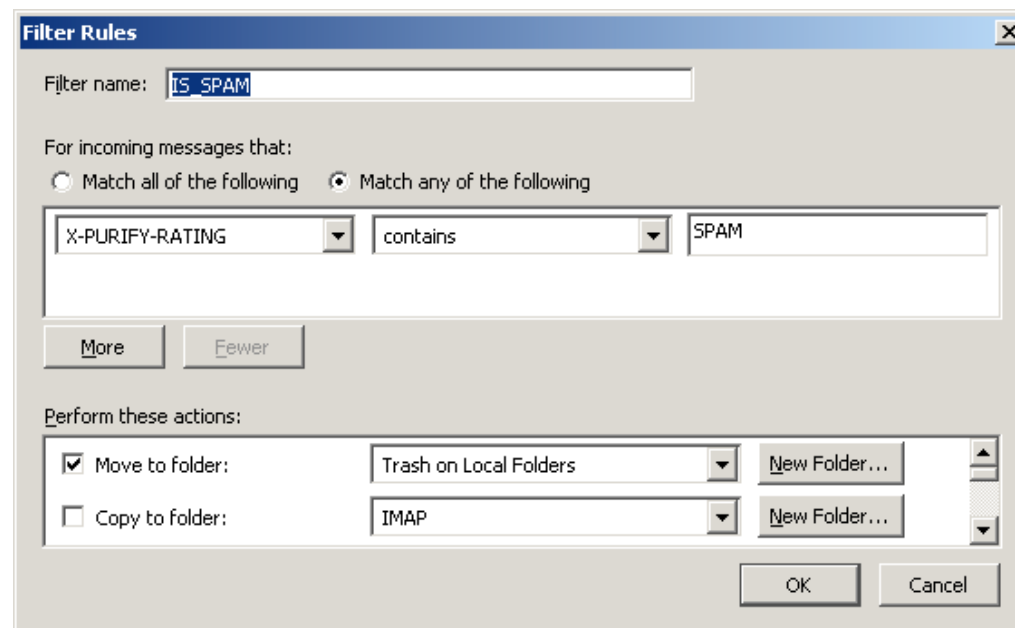 Filter Rules
Filter name: IS_SPAM
For incoming messages that:
Match all of the following Match any of the following
X-PURIFY-RATING contains SPAM
More Fewer
Perform these actions:
Move to folder: Trash on Local Folders New Folder...
Copy to folder: IMAP New Folder...
OK Cancel